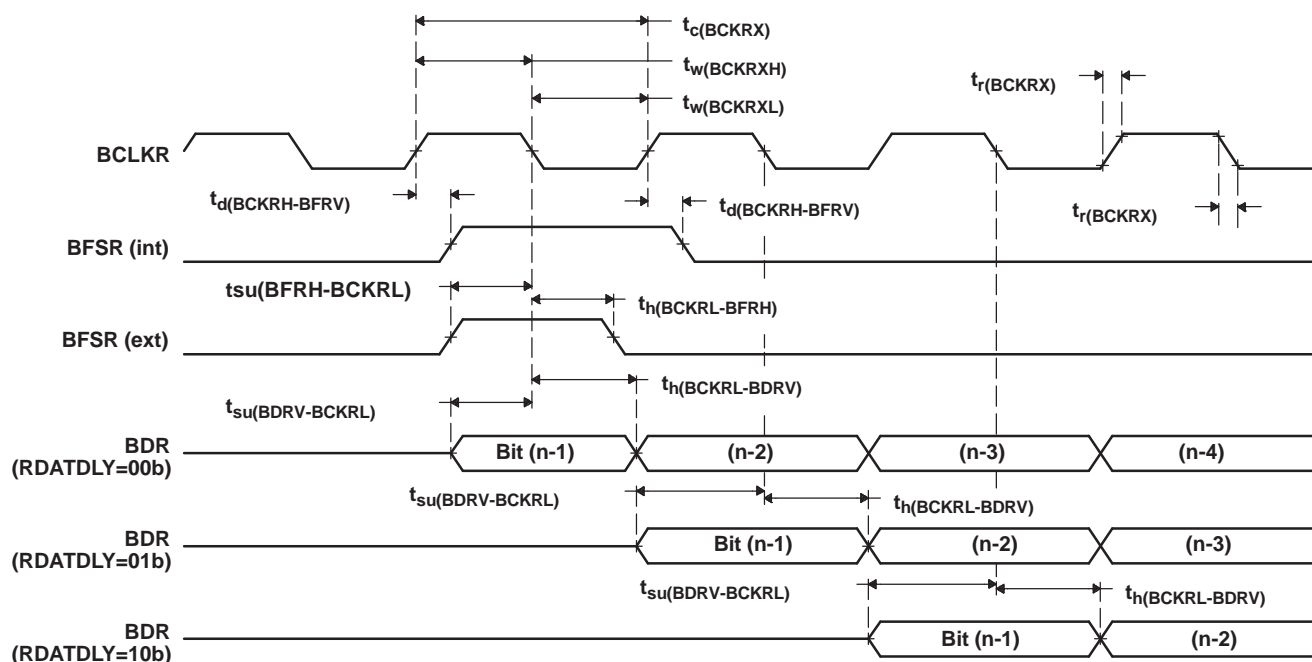 tc(BCKRX)
tw(BCKRXH)
tr(BCKRX)
tw(BCKRXL)
BCLKR
td(BCKRH-BFRV)
td(BCKRH-BFRV)
tr(BCKRX)
BFSR (int)
tsu(BFRH-BCKRL)
th(BCKRL-BFRH)
BFSR (ext)
th(BCKRL-BDRV)
tsu(BDRV-BCKRL)
BDR
(RDATDLY=00b)
Bit (n-1)
(n-2)
(n-3)
(n-4)
tsu(BDRV-BCKRL)
th(BCKRL-BDRV)
BDR
(RDATDLY=01b)
Bit (n-1)
(n-2)
(n-3)
tsu(BDRV-BCKRL)
th(BCKRL-BDRV)
BDR
(RDATDLY=10b)
Bit (n-1)
(n-2)